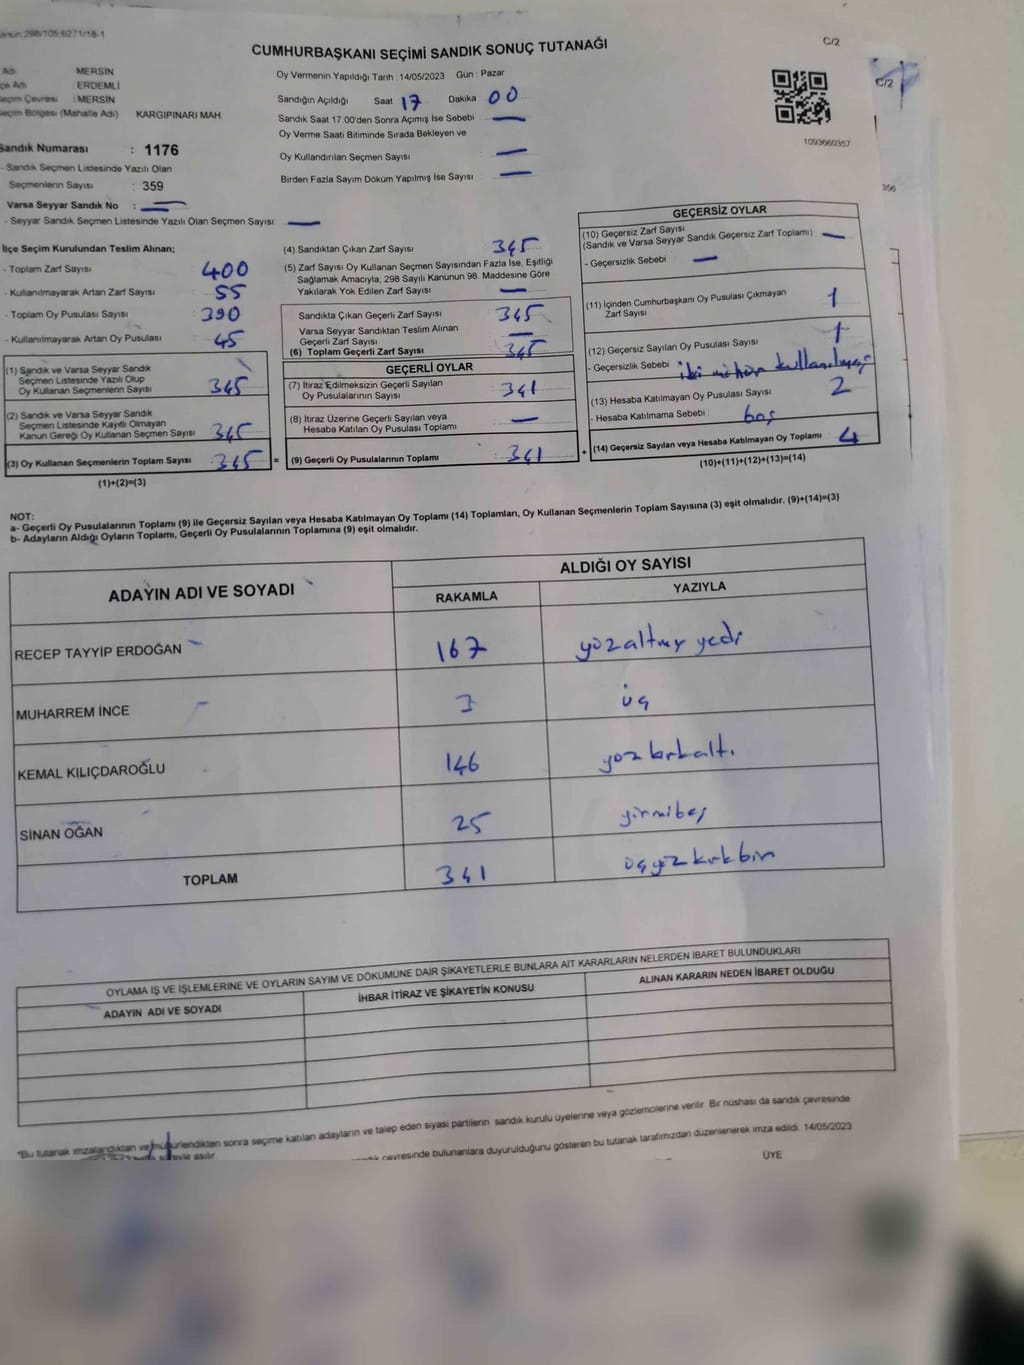 298/105;6271/18-1
C/2
C/2
CUMHURBAŞKANI SEÇİMİ SANDIK SONUÇ TUTANAĞI
Adı MERSİN
Adı ERDEMLİ
Seçim Çevresi : MERSİN
Seçim Bölgesi (Mahalle Adı) KARGIPINARI MAH.
Sandık Numarası : 1176
- Sandık Seçmen Listesinde Yazılı Olan
Seçmenlerin Sayısı : 359
Varsa Seyyar Sandık No : —
- Seyyar Sandık Seçmen Listesinde Yazılı Olan Seçmen Sayısı: —
Oy Vermenin Yapıldığı Tarih :14/05/2023 Gün : Pazar
Sandığın Açıldığı Saat 17 Dakika 00
Sandık Saat 17:00'den Sonra Açımış İse Sebebi —
Oy Verme Saati Bitiminde Sırada Bekleyen ve
Oy Kullandırılan Seçmen Sayısı —
Birden Fazla Sayım Döküm Yapılmış İse Sayısı —
1093660357
356
İlçe Seçim Kurulundan Teslim Alınan;
- Toplam Zarf Sayısı 400
- Kullanılmayarak Artan Zarf Sayısı 55
- Toplam Oy Pusulası Sayısı 390
- Kullanılmayarak Artan Oy Pusulası 45
(1) Sandık ve Varsa Seyyar Sandık
Seçmen Listesinde Yazılı Olup
Oy Kullanan Seçmenlerin Sayısı 345
(2) Sandık ve Varsa Seyyar Sandık
Seçmen Listesinde Kayıtlı Olmayan
Kanun Gereği Oy Kullanan Seçmen Sayısı 345
(3) Oy Kullanan Seçmenlerin Toplam Sayısı 345 =
(1)+(2)=(3)
(4) Sandıktan Çıkan Zarf Sayısı 345
(5) Zarf Sayısı Oy Kullanan Seçmen Sayısından Fazla İse, Eşitliği
Sağlamak Amacıyla, 298 Sayılı Kanunun 98. Maddesine Göre
Yakılarak Yok Edilen Zarf Sayısı —
Sandıkta Çıkan Geçerli Zarf Sayısı 345
Varsa Seyyar Sandıktan Teslim Alınan
Geçerli Zarf Sayısı —
(6) Toplam Geçerli Zarf Sayısı 345
GEÇERLİ OYLAR
(7) İtiraz Edilmeksizin Geçerli Sayılan
Oy Pusulalarının Sayısı 341
(8) İtiraz Üzerine Geçerli Sayılan veya
Hesaba Katılan Oy Pusulası Toplamı —
(9) Geçerli Oy Pusulalarının Toplamı 341 +
GEÇERSİZ OYLAR
(10) Geçersiz Zarf Sayısı
(Sandık ve Varsa Seyyar Sandık Geçersiz Zarf Toplamı) —
- Geçersizlik Sebebi —
(11) İçinden Cumhurbaşkanı Oy Pusulası Çıkmayan
Zarf Sayısı 1
(12) Geçersiz Sayılan Oy Pusulası Sayısı 1
- Geçersizlik Sebebi iki mühür
(13) Hesaba Katılmayan Oy Pusulası Sayısı 2
- Hesaba Katılmama Sebebi : boş
(14) Geçersiz Sayılan veya Hesaba Katılmayan Oy Toplamı 4
(10)+(11)+(12)+(13)=(14)
NOT:
a- Geçerli Oy Pusulalarının Toplamı (9) ile Geçersiz Sayılan veya Hesaba Katılmayan Oy Toplamı (14) Toplamları, Oy Kullanan Seçmenlerin Toplam Sayısına (3) eşit olmalıdır. (9)+(14)=(3)
b- Adayların Aldığı Oyların Toplamı, Geçerli Oy Pusulalarının Toplamına (9) eşit olmalıdır.
ADAYIN ADI VE SOYADI ALDIĞI OY SAYISI
RAKAMLA YAZIYLA
RECEP TAYYİP ERDOĞAN 167 yüzaltmış yedi
MUHARREM İNCE 3 üç
KEMAL KILIÇDAROĞLU 146 yüz kırkaltı
SİNAN OĞAN 25 yirmibeş
TOPLAM 341 üçyüz kırkbir
OYLAMA İŞ VE İŞLEMLERİNE VE OYLARIN SAYIM VE DÖKÜMÜNE DAİR ŞİKAYETLERLE BUNLARA AİT KARARLARIN NELERDEN İBARET BULUNDUKLARI
ADAYIN ADI VE SOYADI İHBAR İTİRAZ VE ŞİKAYETİN KONUSU ALINAN KARARIN NEDEN İBARET OLDUĞU
"Bu tutanak imzalandıktan ve mühürlendikten sonra seçime katılan adayların ve talep eden siyasi partilerin sandık kurulu üyelerine veya gözlemcilerine verilir. Bir nüshası da sandık çevresinde
asılır. çevresinde bulunanlara duyurulduğunu gösteren bu tutanak tarafımızdan düzenlenerek imza edildi. 14/05/2023
ÜYE